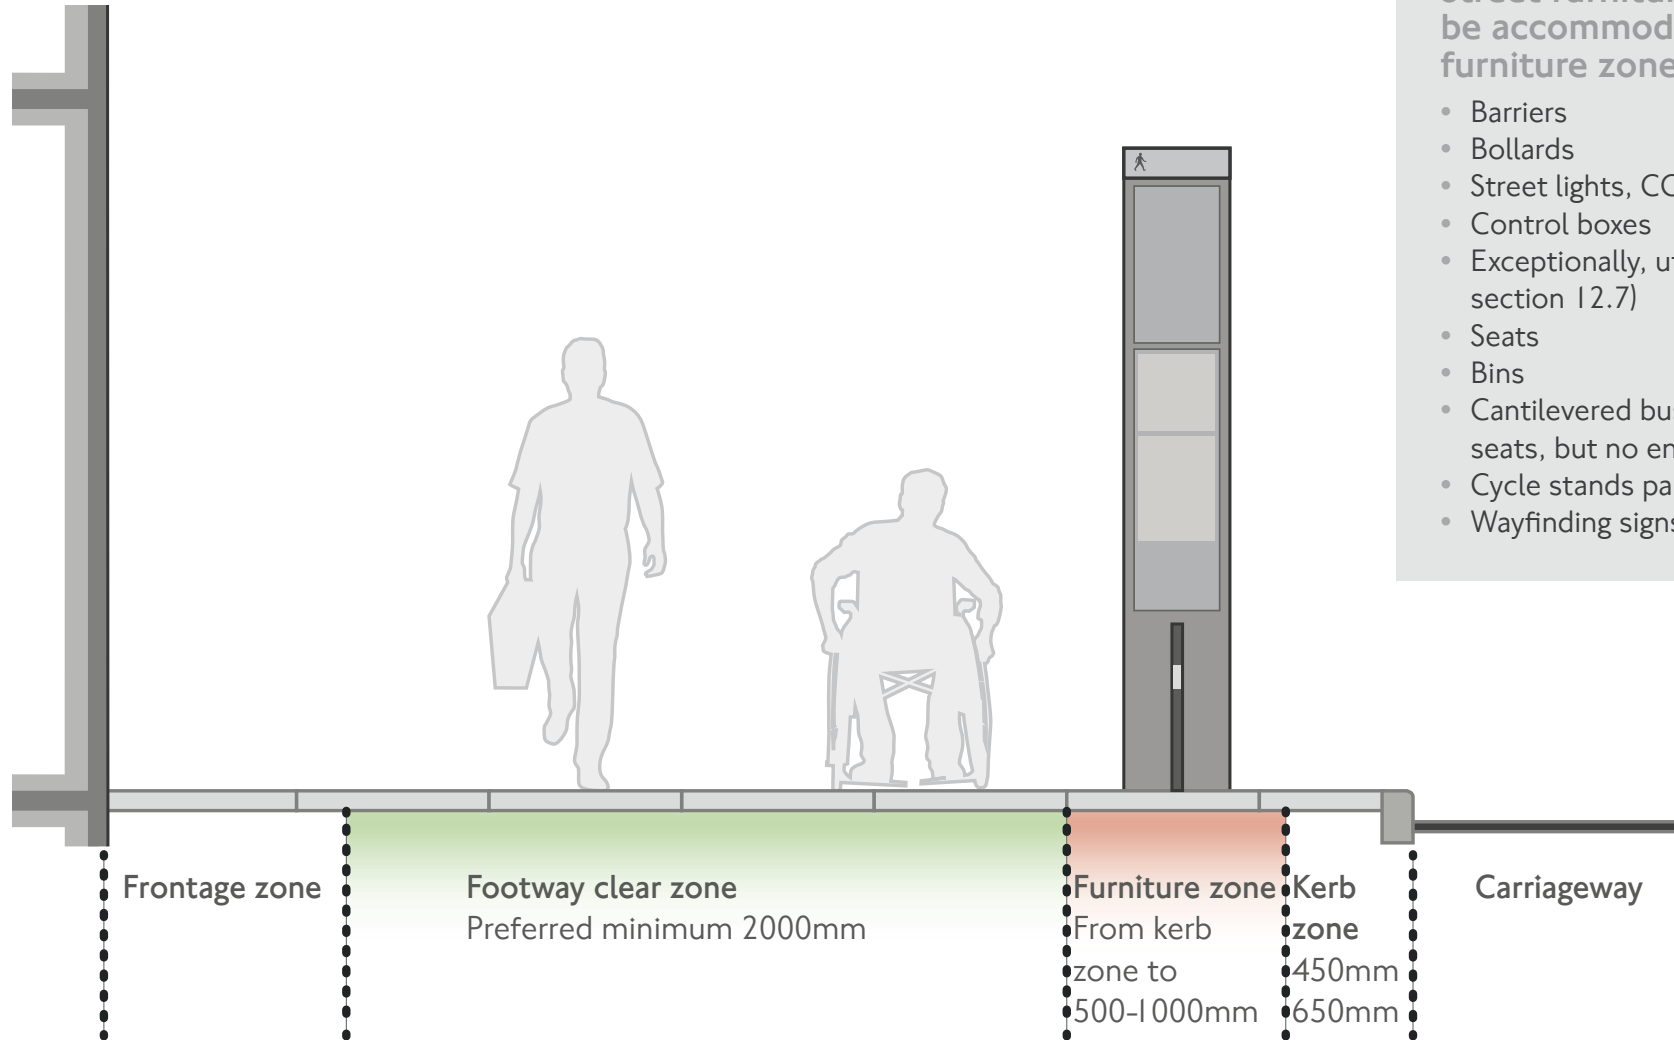 be accommod
furniture zone
• Barriers
• Bollards
• Street lights, CC
• Control boxes
• Exceptionally, ut
section 12.7)
• Seats
• Bins
• Cantilevered bus
seats, but no en
• Cycle stands pa
• Wayfinding signs
Frontage zone
Footway clear zone
Preferred minimum 2000mm
Furniture zone
From kerb
zone to
500-1000mm
Kerb
zone
450mm
650mm
Carriageway